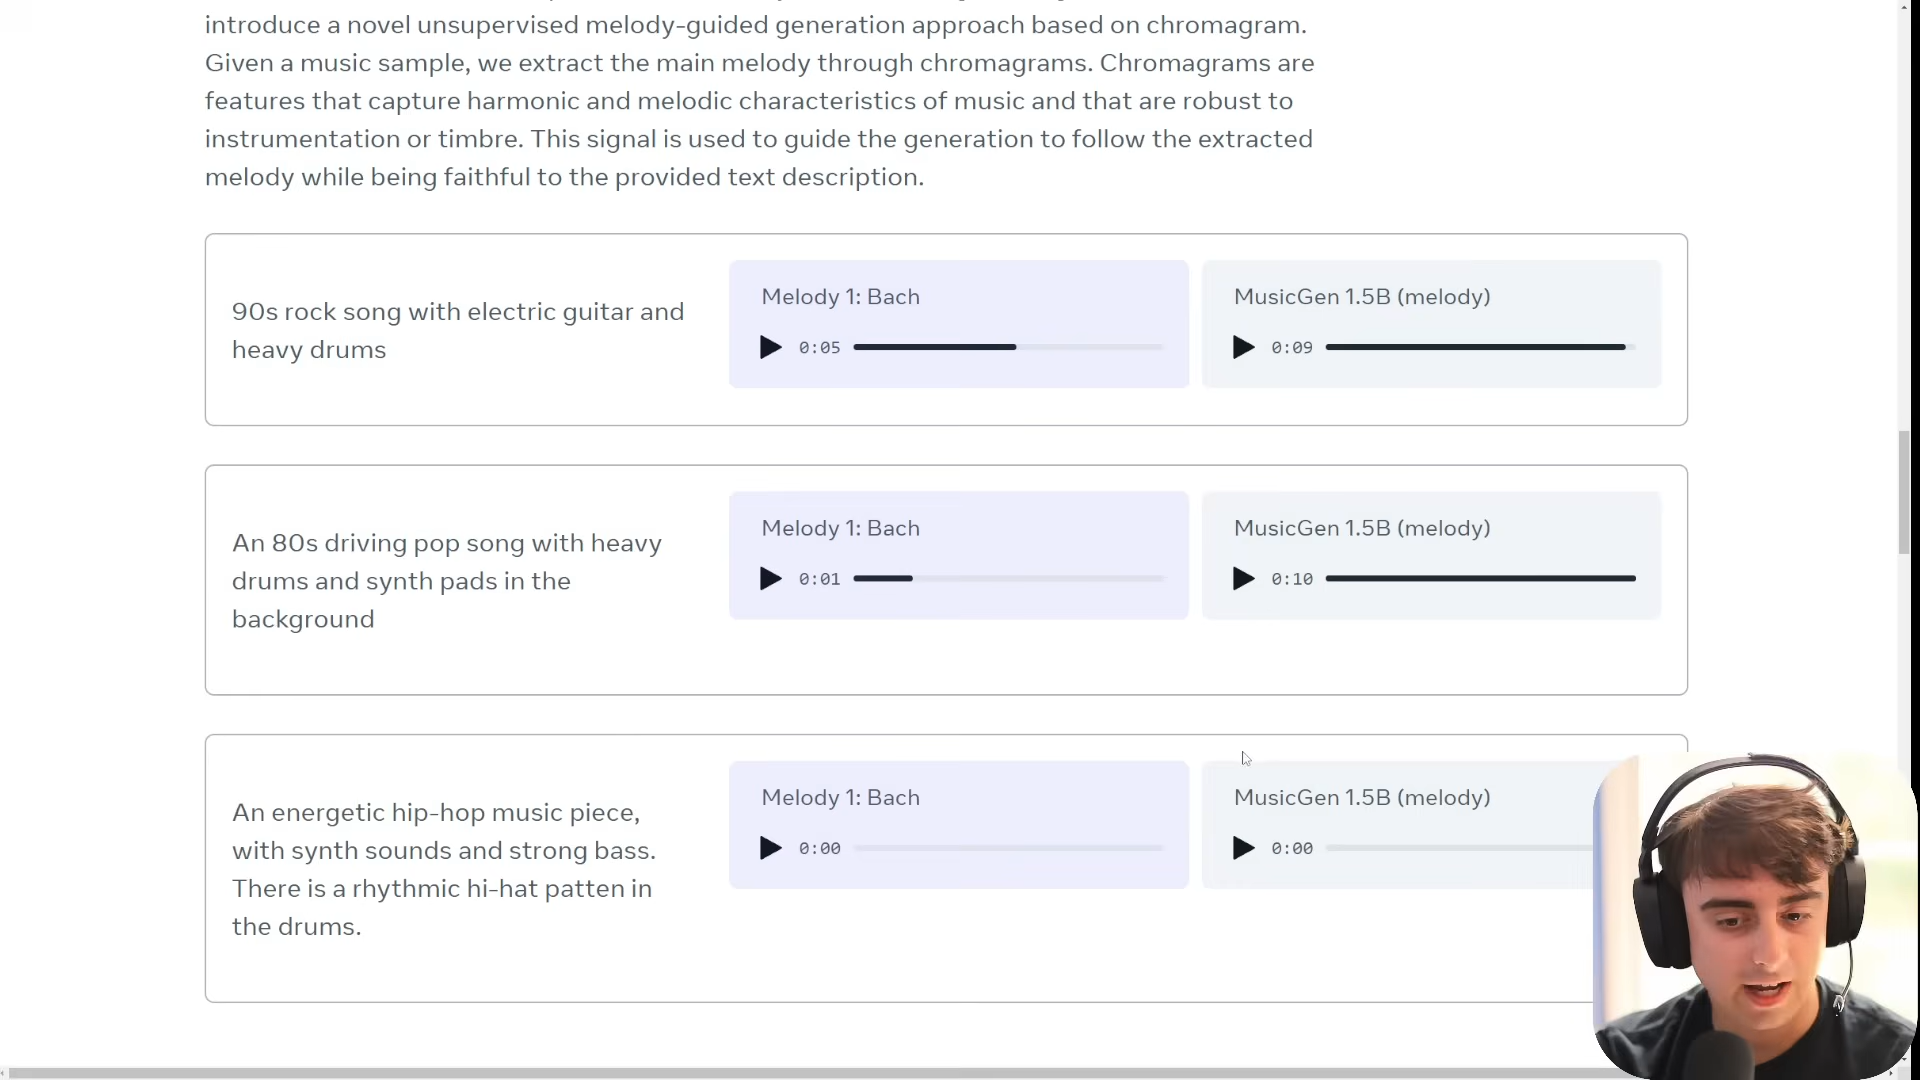 introduce a novel unsupervised melody-guided generation approach based on chromagram.
Given a music sample, we extract the main melody through chromagrams. Chromagrams are
features that capture harmonic and melodic characteristics of music and that are robust to
instrumentation or timbre. This signal is used to guide the generation to follow the extracted
melody while being faithful to the provided text description.
90s rock song with electric guitar and
heavy drums
Melody 1: Bach
0:05
MusicGen 1.5B (melody)
0:09
An 80s driving pop song with heavy
drums and synth pads in the
background
Melody 1: Bach
0:01
MusicGen 1.5B (melody)
0:10
An energetic hip-hop music piece,
with synth sounds and strong bass.
There is a rhythmic hi-hat patten in
the drums.
Melody 1: Bach
0:00
MusicGen 1.5B (melody)
0:00